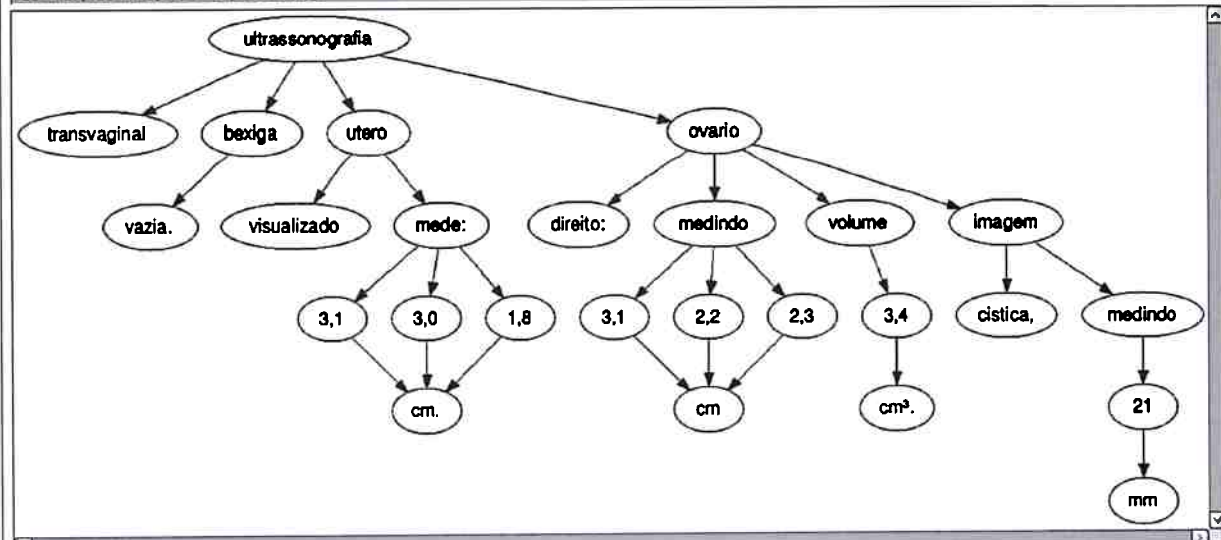 ultrassonografia
transvaginal bexiga utero ovario
vazia. visualizado mede: direito: medindo volume imagem
3,1 3,0 1,8 3,1 2,2 2,3 3,4 cistica, medindo
cm. cm cm³. 21
mm